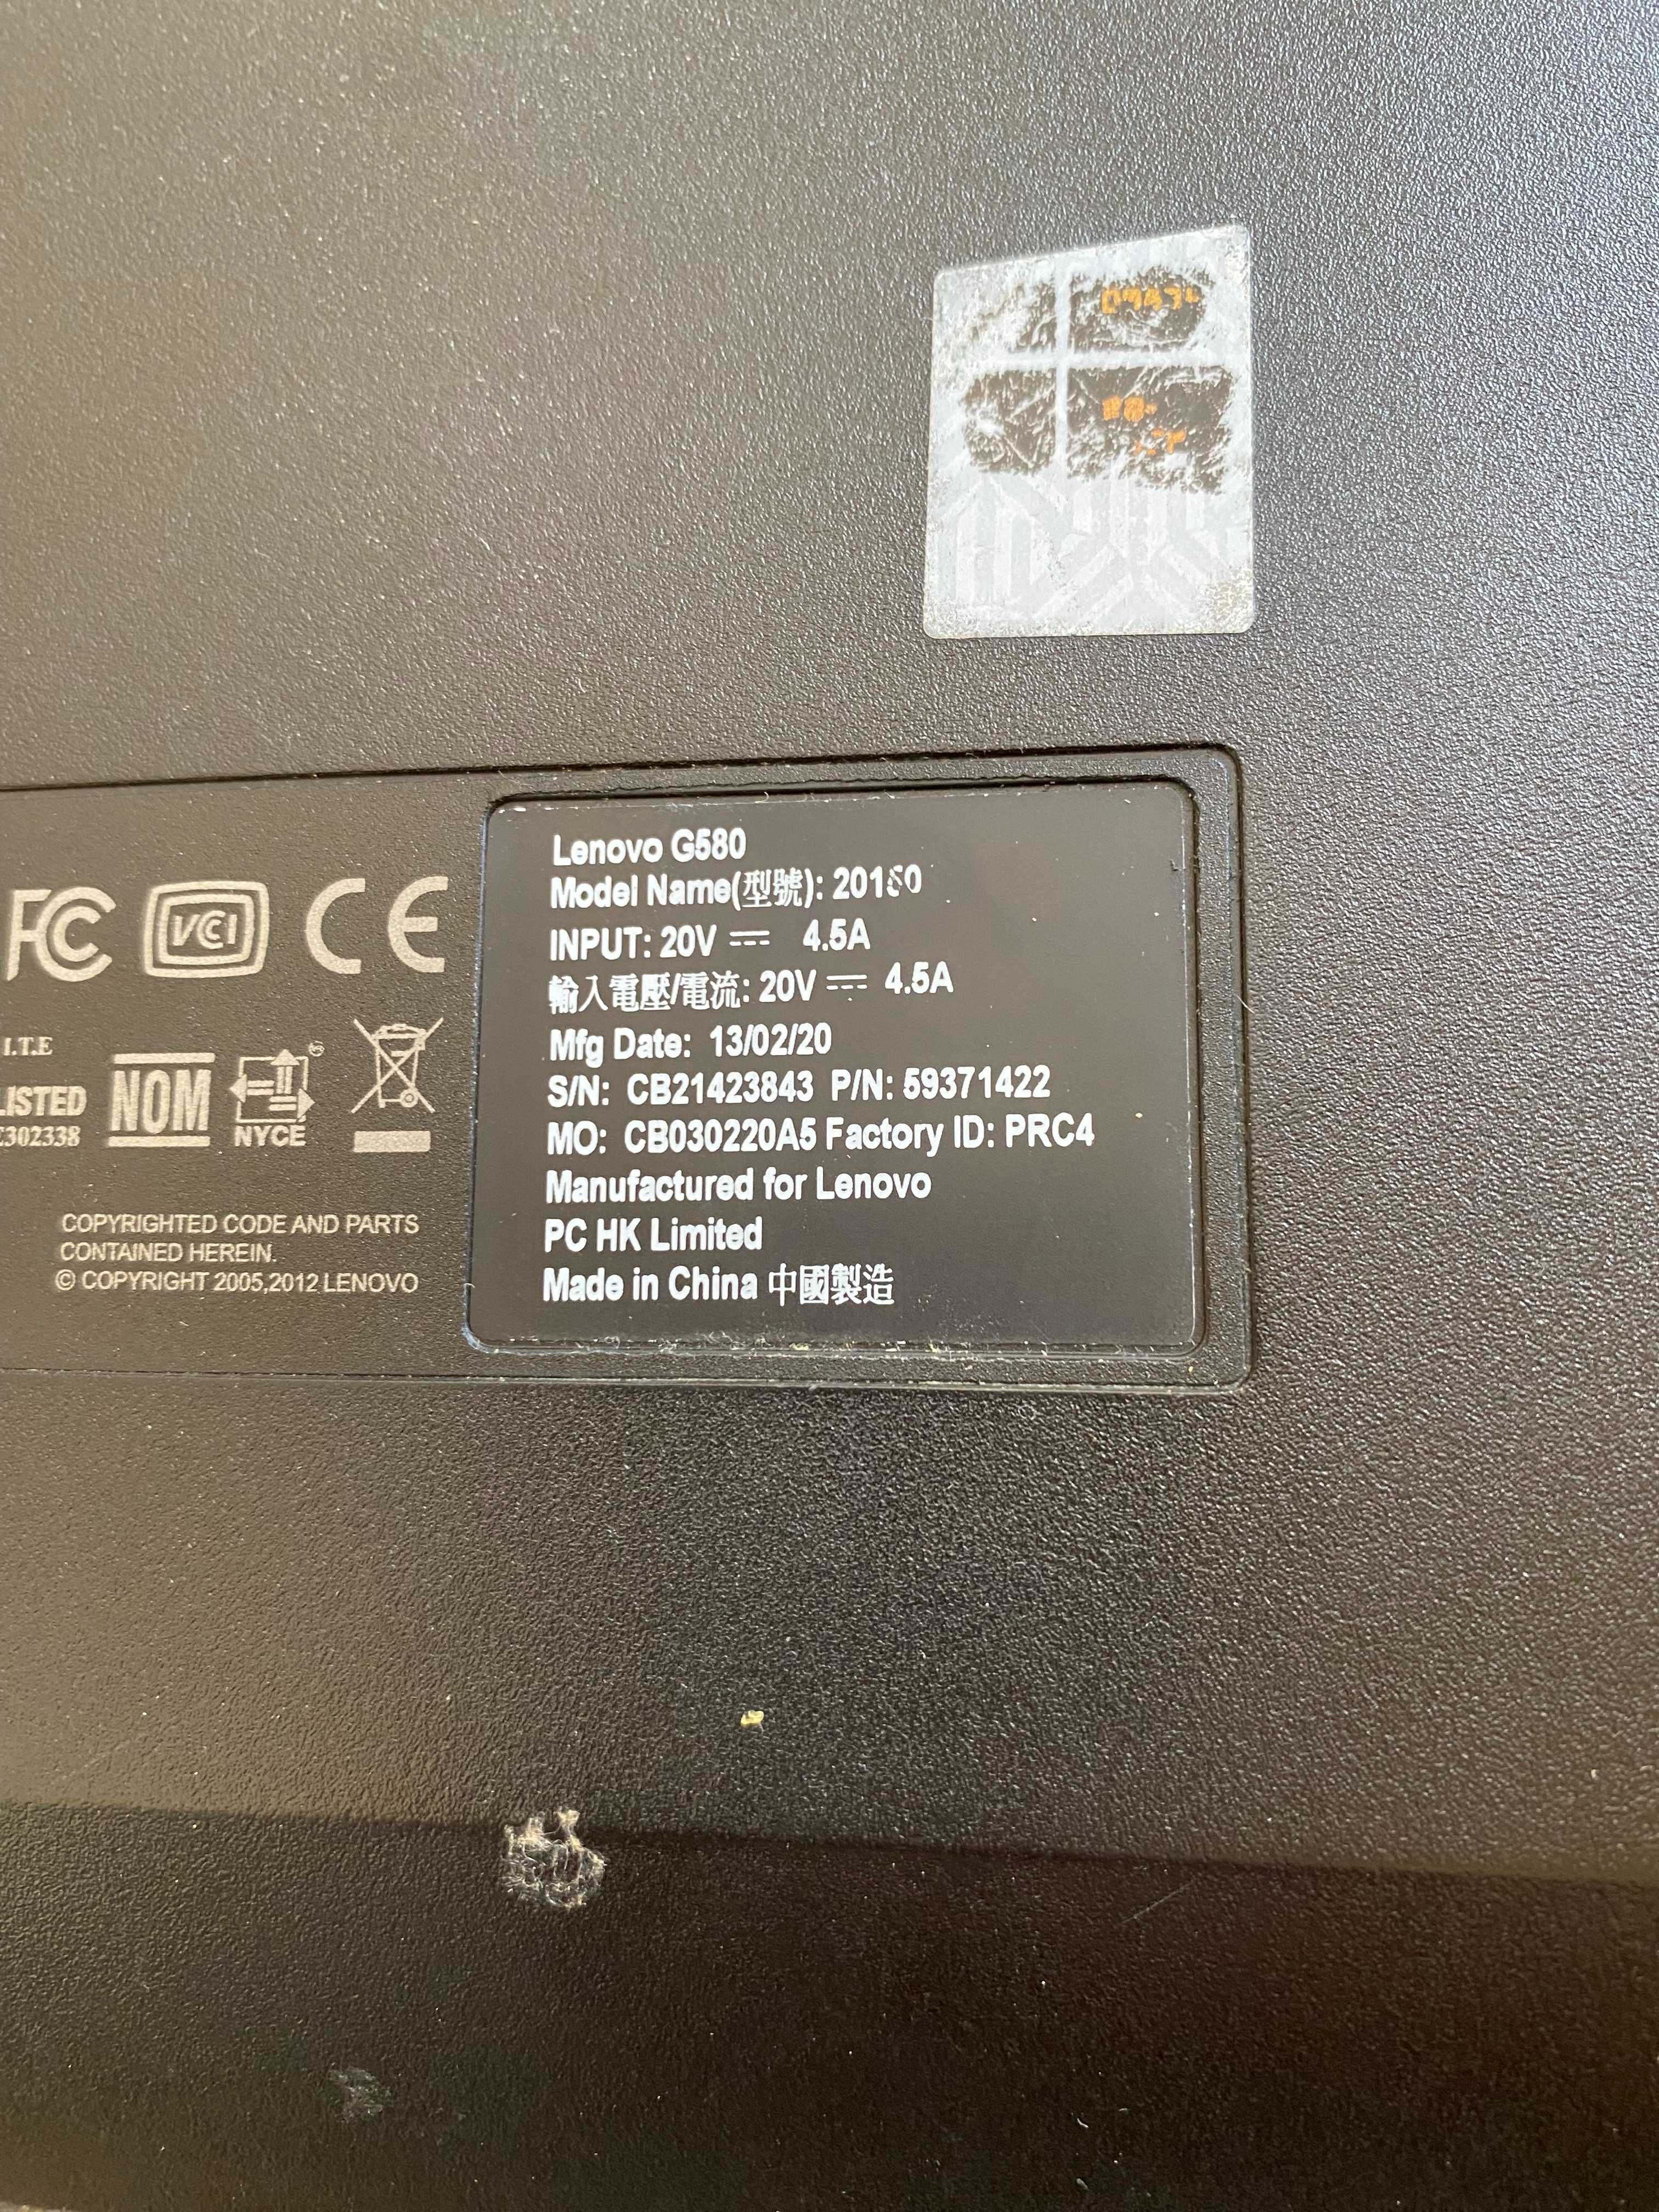 FC VCI CE
I.T.E
LISTED
E302338
NOM
NYCE
COPYRIGHTED CODE AND PARTS
CONTAINED HEREIN.
© COPYRIGHT 2005,2012 LENOVO
Lenovo G580
Model Name(型號):
INPUT: 20V ⎓ 4.5A
輸入電壓/電流: 20V ⎓ 4.5A
Mfg Date: 13/02/20
S/N: CB21423843 P/N: 59371422
MO: CB030220A5 Factory ID: PRC4
Manufactured for Lenovo
PC HK Limited
Made in China 中國製造